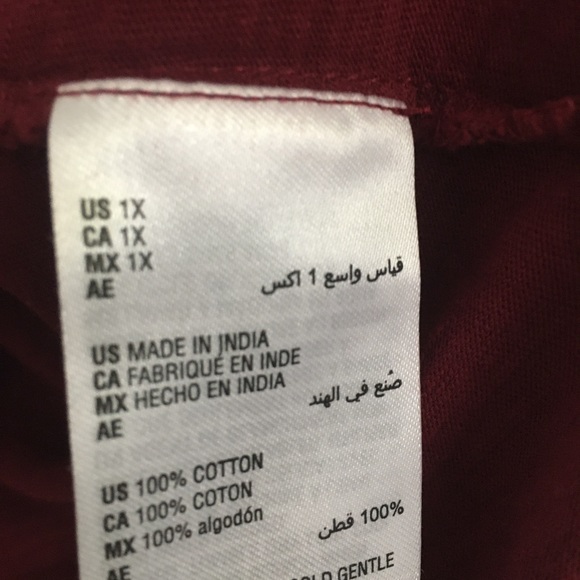 US 1X
CA 1X
MX 1X
AE قياس واسع 1 اكس
US MADE IN INDIA
CA FABRIQUÉ EN INDE
MX HECHO EN INDIA
AE صُنع في الهند
US 100% COTTON
CA 100% COTON
MX 100% algodón
AE 100% قطن
GENTLE